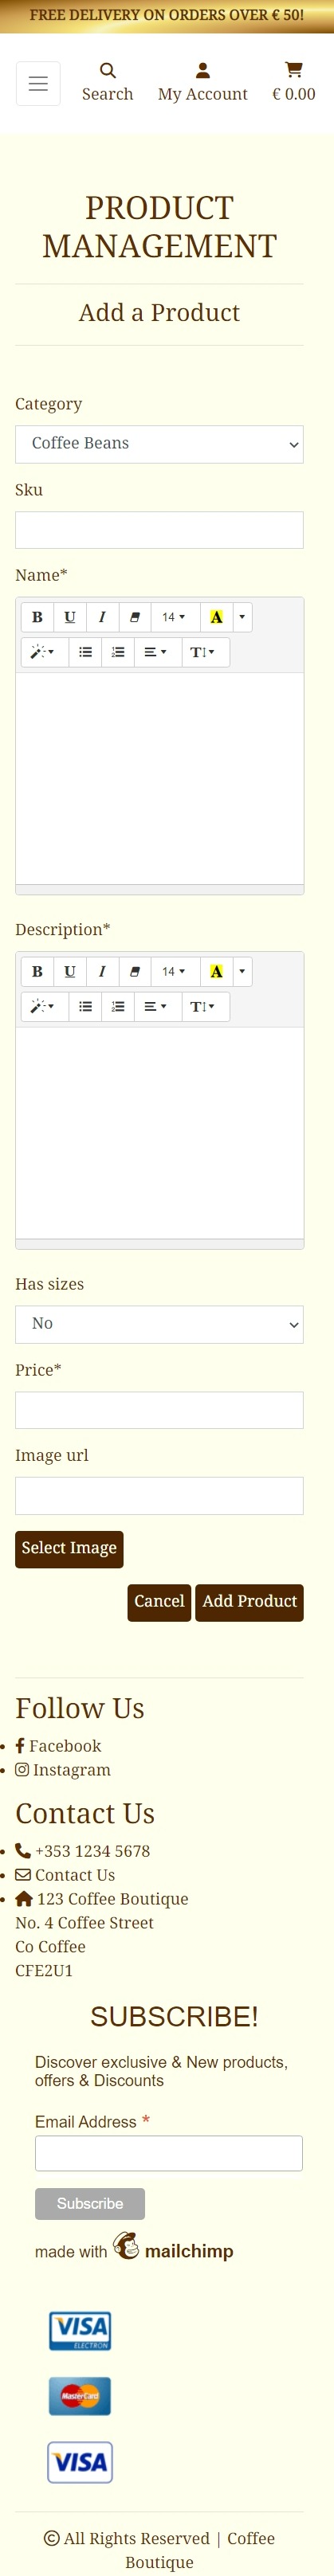 FREE DELIVERY ON ORDERS OVER € 50!
Search
My Account
€ 0.00
PRODUCT
MANAGEMENT
Add a Product
Category
Coffee Beans
Sku
Name*
B U I 14 A
T
Description*
B U I 14 A
T
Has sizes
No
Price*
Image url
Select Image
Cancel Add Product
Follow Us
Facebook
Instagram
Contact Us
+353 1234 5678
Contact Us
123 Coffee Boutique
No. 4 Coffee Street
Co Coffee
CFE2U1
SUBSCRIBE!
Discover exclusive & New products,
offers & Discounts
Email Address *
Subscribe
made with mailchimp
VISA
ELECTRON
MasterCard
VISA
© All Rights Reserved | Coffee
Boutique